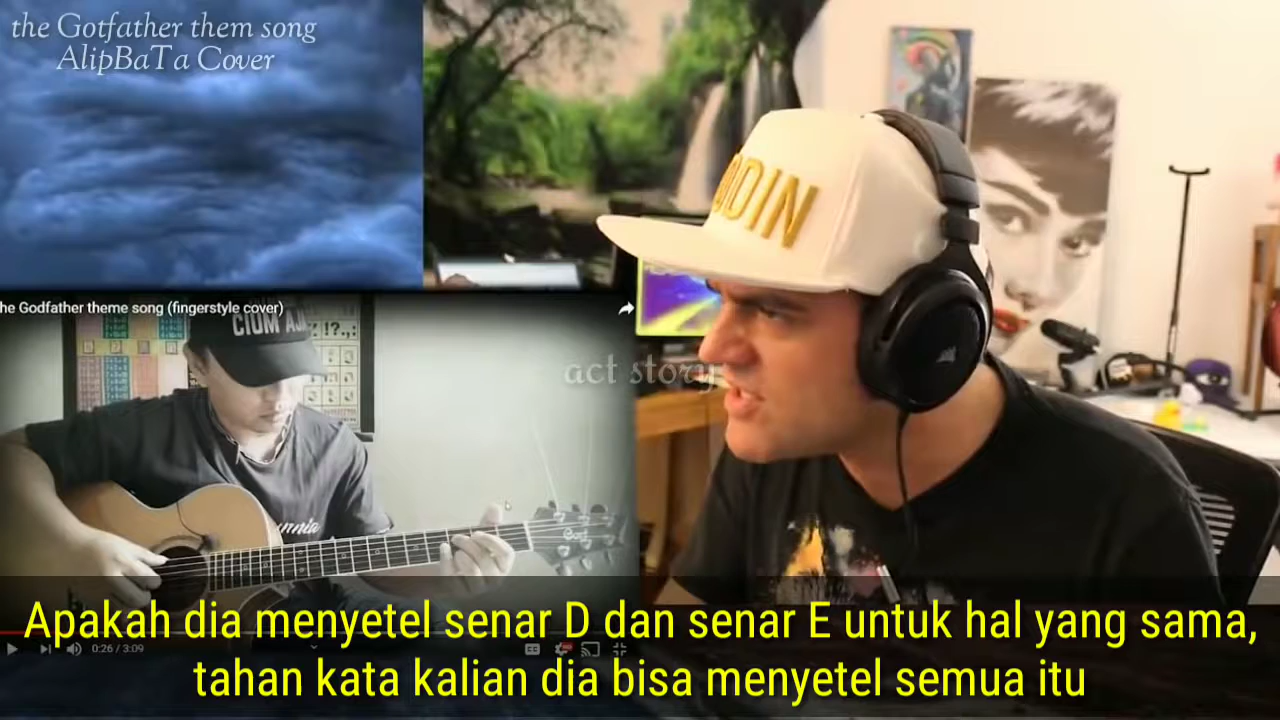 the Gotfather them song
AlipBaTa Cover
ODIN
he Godfather theme song (fingerstyle cover)
CIUM AJA
?!.,:
act story
0:26 / 3:09
Apakah dia menyetel senar D dan senar E untuk hal yang sama,
tahan kata kalian dia bisa menyetel semua itu